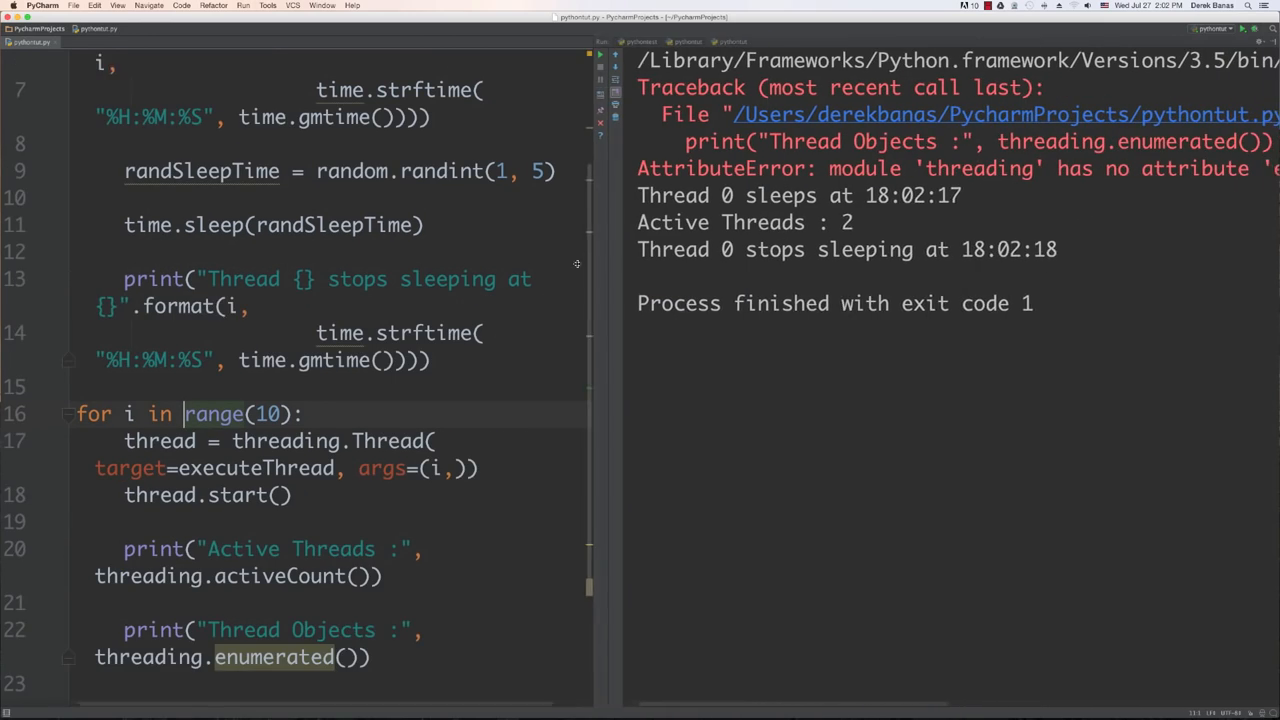 PyCharm File Edit View Navigate Code Refactor Run Tools VCS Window Help
10 Wed Jul 27 2:02 PM Derek Banas
pythontut.py - PycharmProjects - [~/PycharmProjects]
PycharmProjects pythontut.py
pythontut
pythontut.py
Run: pythontest pythontut pythontut
i,
7 time.strftime(
"%H:%M:%S", time.gmtime())))
8
9 randSleepTime = random.randint(1, 5)
10
11 time.sleep(randSleepTime)
12
13 print("Thread {} stops sleeping at
{}".format(i,
14 time.strftime(
"%H:%M:%S", time.gmtime())))
15
16 for i in range(10):
17 thread = threading.Thread(
target=executeThread, args=(i,))
18 thread.start()
19
20 print("Active Threads :",
threading.activeCount())
21
22 print("Thread Objects :",
threading.enumerated())
23
/Library/Frameworks/Python.framework/Versions/3.5/bin/
Traceback (most recent call last):
File "/Users/derekbanas/PycharmProjects/pythontut.py
print("Thread Objects :", threading.enumerated())
AttributeError: module 'threading' has no attribute 'e
Thread 0 sleeps at 18:02:17
Active Threads : 2
Thread 0 stops sleeping at 18:02:18
Process finished with exit code 1